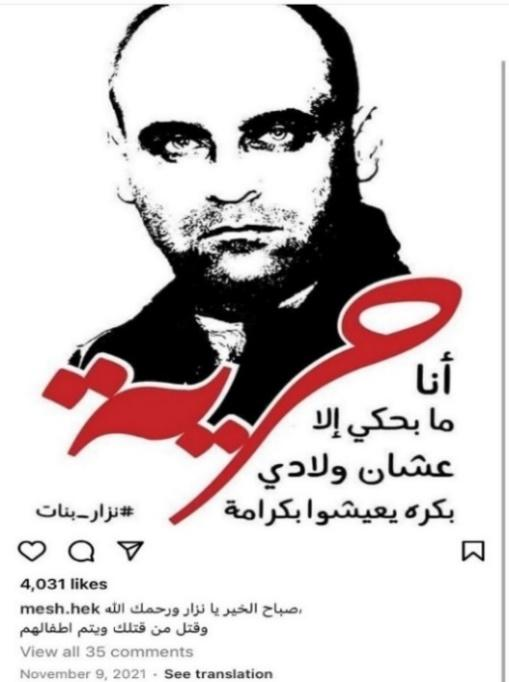 حرية
أنا
ما بحكي إلا
عشان ولادي
بكره يعيشوا بكرامة
#نزار_بنات
4,031 likes
mesh.hek صباح الخير يا نزار ورحمك الله،
وقتل من قتلك ويتم اطفالهم
View all 35 comments
November 9, 2021 · See translation